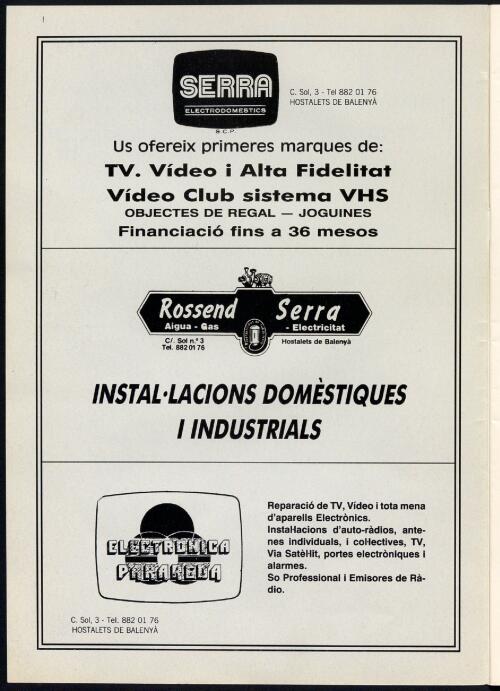 SERRA
ELECTRODOMESTICS
S.C.P.
C. Sol, 3 - Tel 882 01 76
HOSTALETS DE BALENYÀ
Us ofereix primeres marques de:
TV. Vídeo i Alta Fidelitat
Vídeo Club sistema VHS
OBJECTES DE REGAL — JOGUINES
Financiació fins a 36 mesos
Rossend Serra
Aigua - Gas - Electricitat
C/. Sol n.º 3
Tel. 882 01 76
Hostalets de Balenyà
INSTAL·LACIONS DOMÈSTIQUES
I INDUSTRIALS
ELECTRÒNICA
PARAREDA
C. Sol, 3 - Tel. 882 01 76
HOSTALETS DE BALENYÀ
Reparació de TV, Vídeo i tota mena
d'aparells Electrònics.
Instal·lacions d'auto-ràdios, ante-
nes individuals, i col·lectives, TV,
Via Satèl·lit, portes electròniques i
alarmes.
So Professional i Emisores de Rà-
dio.